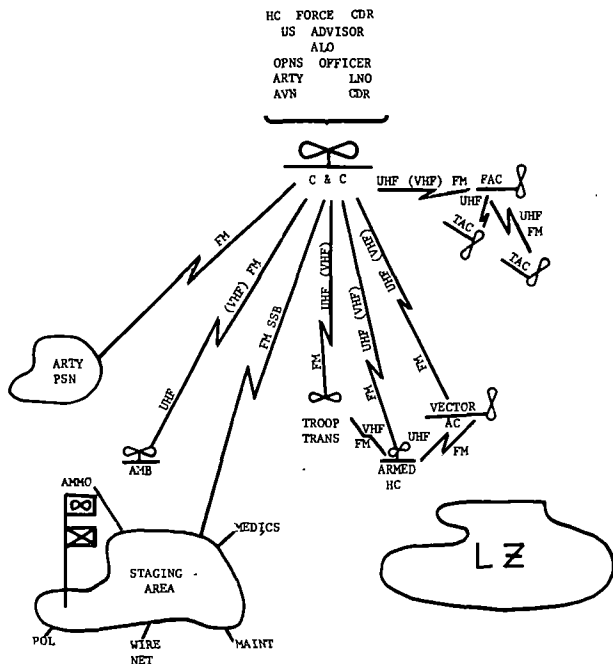 HC FORCE CDR
US ADVISOR
ALO
OPNS OFFICER
ARTY LNO
AVN CDR
C & C
UHF (VHF) FM
FAC
UHF
UHF
FM
TAC
TAC
FM
UHF (VHF) FM
FM SSB
FM UHF (VHF)
FM UHF (VHF)
FM UHF (VHF)
ARTY
PSN
TROOP
TRANS
VHF
FM
UHF
FM
VECTOR
AC
ARMED
HC
AMB
AMMO
MEDICS
STAGING
AREA
LZ
POL
WIRE
NET
MAINT